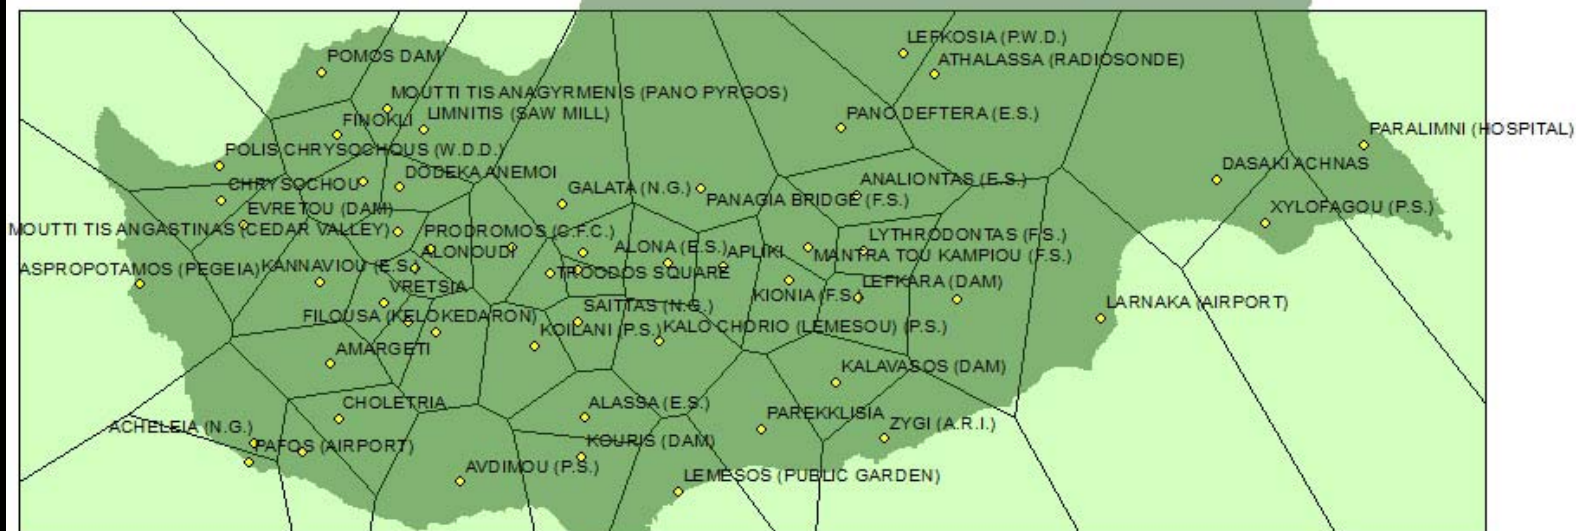 LEFKOSIA (P.W.D.)
POMOS DAM
ATHALASSA (RADIOSONDE)
MOUTTI TIS ANAGYRMENIS (PANO PYRGOS)
FINOKLI
LIMNITIS (SAW MILL)
PANO DEFTERA (E.S.)
PARALIMNI (HOSPITAL)
POLIS CHRYSOCHOUS (W.D.D.)
DASAKI ACHNAS
CHRYSOCHOU
DODEKA ANEMOI
GALATA (N.G.)
ANALIONTAS (E.S.)
PANAGIA BRIDGE (F.S.)
EVRETOU (DAM)
XYLOFAGOU (P.S.)
MOUTTI TIS ANGASTINAS (CEDAR VALLEY)
PRODROMOS (C.F.C.)
LYTHRODONTAS (F.S.)
ALONOUDI
ALONA (E.S.)
APLIKI
MANTRA TOU KAMPIOU (F.S.)
ASPROPOTAMOS (PEGEIA)
KANNAVIOU (E.S.)
TROODOS SQUARE
VRETSIA
KIONIA (F.S.)
LEFKARA (DAM)
SAITTAS (N.G.)
LARNAKA (AIRPORT)
FILOUSA (KELOKEDARON)
KOILANI (P.S.)
KALO CHORIO (LEMESOU) (P.S.)
AMARGETI
KALAVASOS (DAM)
CHOLETRIA
ALASSA (E.S.)
PAREKKLISIA
ACHELEIA (N.G.)
ZYGI (A.R.I.)
PAFOS (AIRPORT)
KOURIS (DAM)
AVDIMOU (P.S.)
LEMESOS (PUBLIC GARDEN)